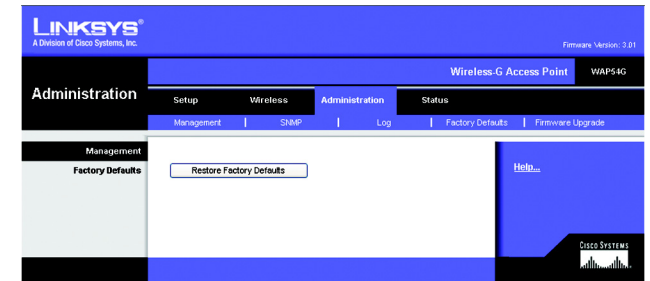 LINKSYS®
A Division of Cisco Systems, Inc.
Firmware Version: 3.01
Wireless-G Access Point WAP54G
Administration
Setup Wireless Administration Status
Management | SNMP | Log | Factory Defaults | Firmware Upgrade
Management
Factory Defaults
Restore Factory Defaults
Help...
CISCO SYSTEMS